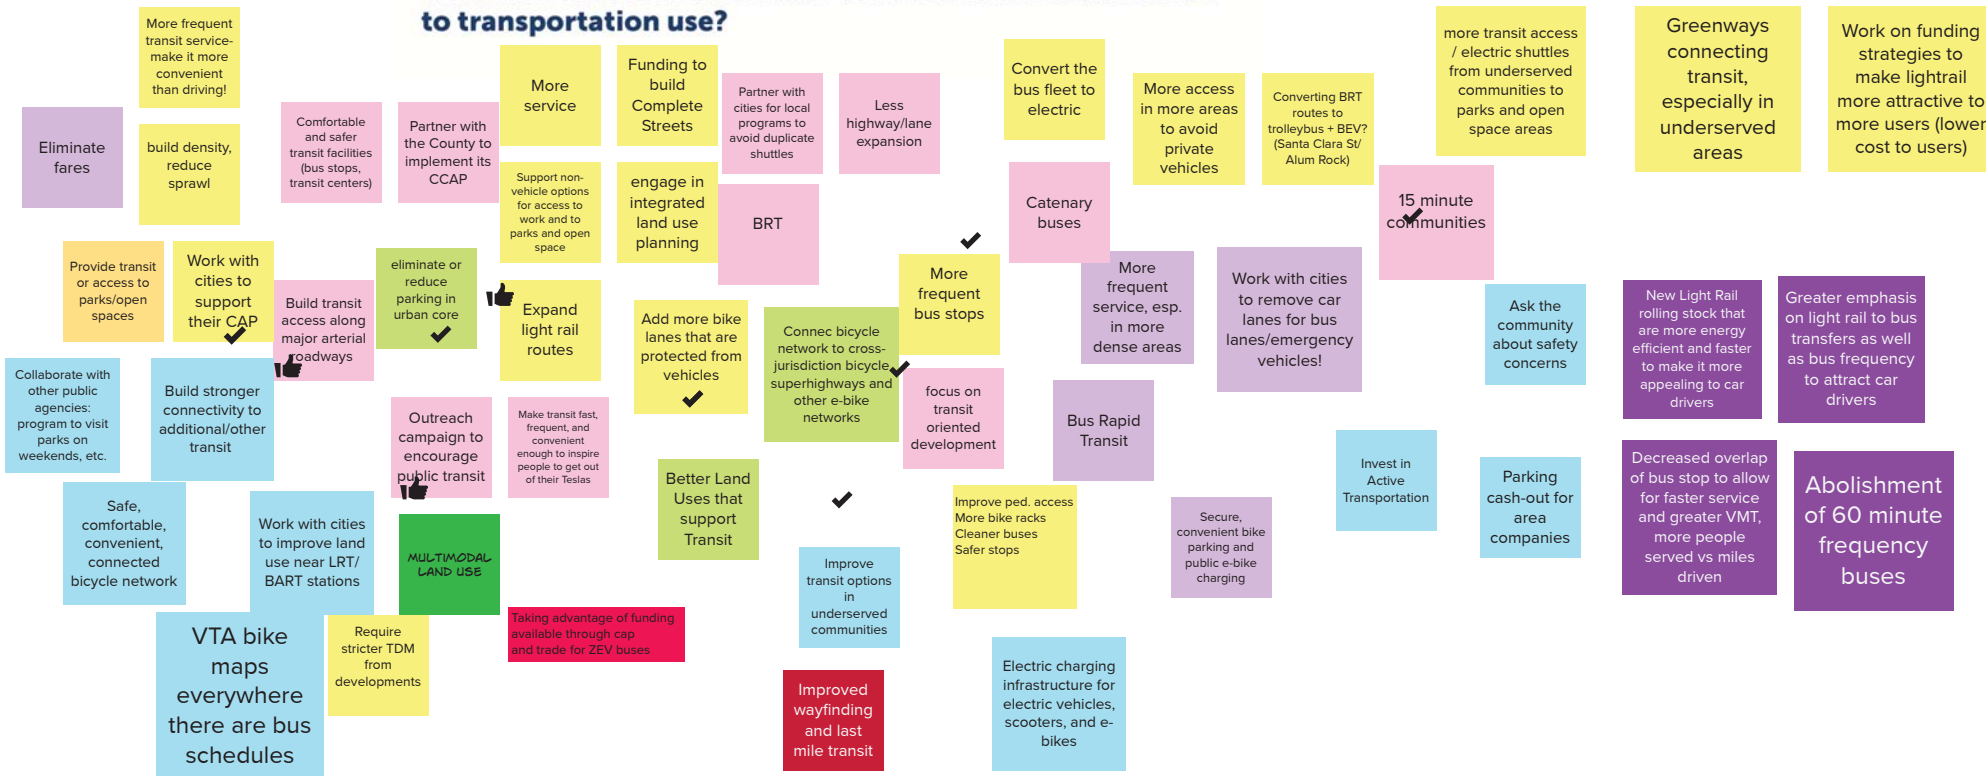 to transportation use?
More frequent
transit service-
make it more
convenient
than driving!
Eliminate
fares
build density,
reduce
sprawl
Comfortable
and safer
transit facilities
(bus stops,
transit centers)
Partner with
the County to
implement its
CCAP
More
service
Funding to
build
Complete
Streets
Partner with
cities for local
programs to
avoid duplicate
shuttles
Less
highway/lane
expansion
Convert the
bus fleet to
electric
More access
in more areas
to avoid
private
vehicles
Converting BRT
routes to
trolleybus + BEV?
(Santa Clara St/
Alum Rock)
more transit access
/ electric shuttles
from underserved
communities to
parks and open
space areas
Greenways
connecting
transit,
especially in
underserved
areas
Work on funding
strategies to
make lightrail
more attractive to
more users (lower
cost to users)
Support non-
vehicle options
for access to
work and to
parks and open
space
engage in
integrated
land use
planning
BRT
Catenary
buses
15 minute
communities
Provide transit
or access to
parks/open
spaces
Work with
cities to
support
their CAP
Build transit
access along
major arterial
roadways
eliminate or
reduce
parking in
urban core
Expand
light rail
routes
Add more bike
lanes that are
protected from
vehicles
Connec bicycle
network to cross-
jurisdiction bicycle
superhighways and
other e-bike
networks
More
frequent
bus stops
More
frequent
service, esp.
in more
dense areas
Work with cities
to remove car
lanes for bus
lanes/emergency
vehicles!
Ask the
community
about safety
concerns
New Light Rail
rolling stock that
are more energy
efficient and faster
to make it more
appealing to car
drivers
Greater emphasis
on light rail to bus
transfers as well
as bus frequency
to attract car
drivers
Collaborate with
other public
agencies:
program to visit
parks on
weekends, etc.
Build stronger
connectivity to
additional/other
transit
Outreach
campaign to
encourage
public transit
Make transit fast,
frequent, and
convenient
enough to inspire
people to get out
of their Teslas
focus on
transit
oriented
development
Bus Rapid
Transit
Invest in
Active
Transportation
Parking
cash-out for
area
companies
Decreased overlap
of bus stop to allow
for faster service
and greater VMT,
more people
served vs miles
driven
Abolishment
of 60 minute
frequency
buses
Safe,
comfortable,
convenient,
connected
bicycle network
Work with cities
to improve land
use near LRT/
BART stations
MULTIMODAL
LAND USE
Better Land
Uses that
support
Transit
Improve ped. access
More bike racks
Cleaner buses
Safer stops
Secure,
convenient bike
parking and
public e-bike
charging
Improve
transit options
in
underserved
communities
VTA bike
maps
everywhere
there are bus
schedules
Require
stricter TDM
from
developments
Taking advantage of funding
available through cap
and trade for ZEV buses
Improved
wayfinding
and last
mile transit
Electric charging
infrastructure for
electric vehicles,
scooters, and e-
bikes